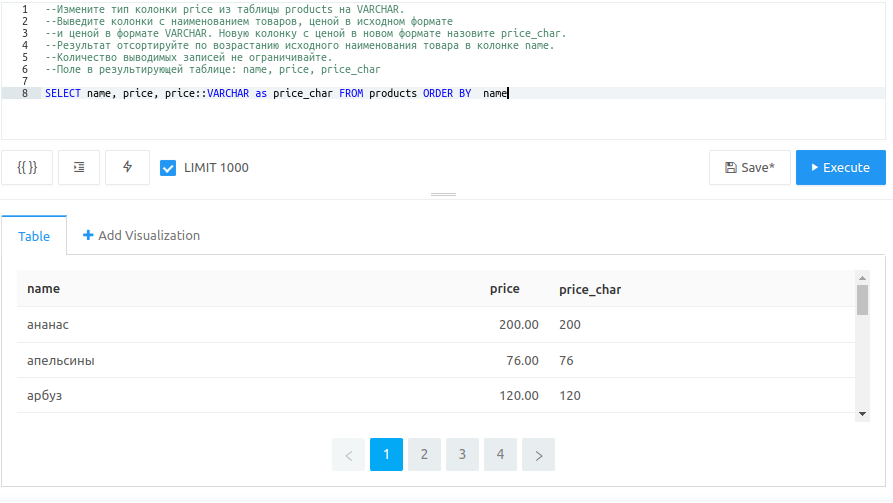 1 --Измените тип колонки price из таблицы products на VARCHAR.
2 --Выведите колонки с наименованием товаров, ценой в исходном формате
3 --и ценой в формате VARCHAR. Новую колонку с ценой в новом формате назовите price_char.
4 --Результат отсортируйте по возрастанию исходного наименования товара в колонке name.
5 --Количество выводимых записей не ограничивайте.
6 --Поле в результирующей таблице: name, price, price_char
7
8 SELECT name, price, price::VARCHAR as price_char FROM products ORDER BY  name
{{ }} LIMIT 1000 Save* Execute
Table Add Visualization
name price price_char
ананас 200.00 200
апельсины 76.00 76
арбуз 120.00 120
< 1 2 3 4 >